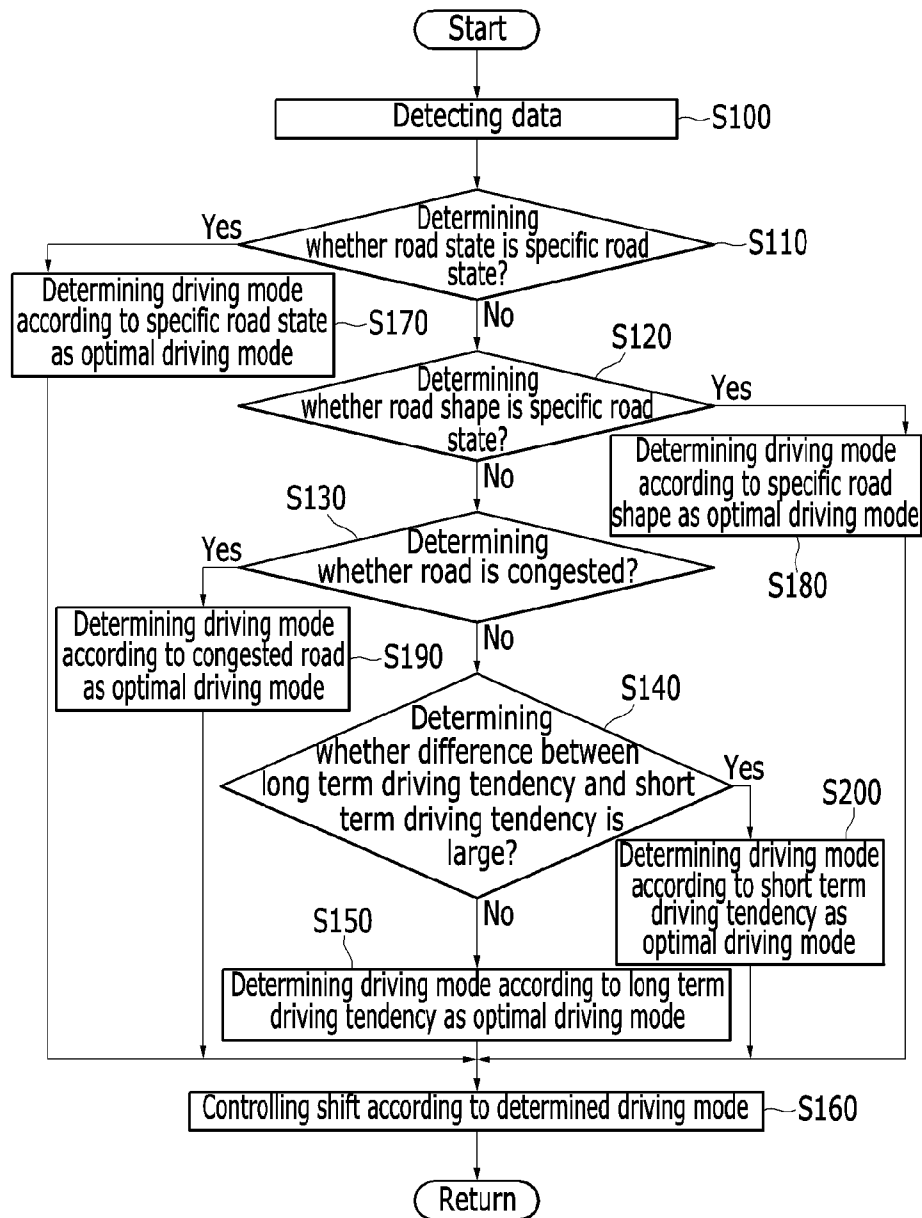 Start
Detecting data
S100
Determining
whether road state is specific road
state?
S110
Yes
No
Determining driving mode
according to specific road state
as optimal driving mode
S170
S120
Determining
whether road shape is specific road
state?
Yes
No
Determining driving mode
according to specific road
shape as optimal driving mode
S180
S130
Determining
whether road is congested?
Yes
No
Determining driving mode
according to congested road
as optimal driving mode
S190
S140
Determining
whether difference between
long term driving tendency and short
term driving tendency is
large?
Yes
No
S200
Determining driving mode
according to short term
driving tendency as
optimal driving mode
S150
Determining driving mode according to long term
driving tendency as optimal driving mode
Controlling shift according to determined driving mode
S160
Return